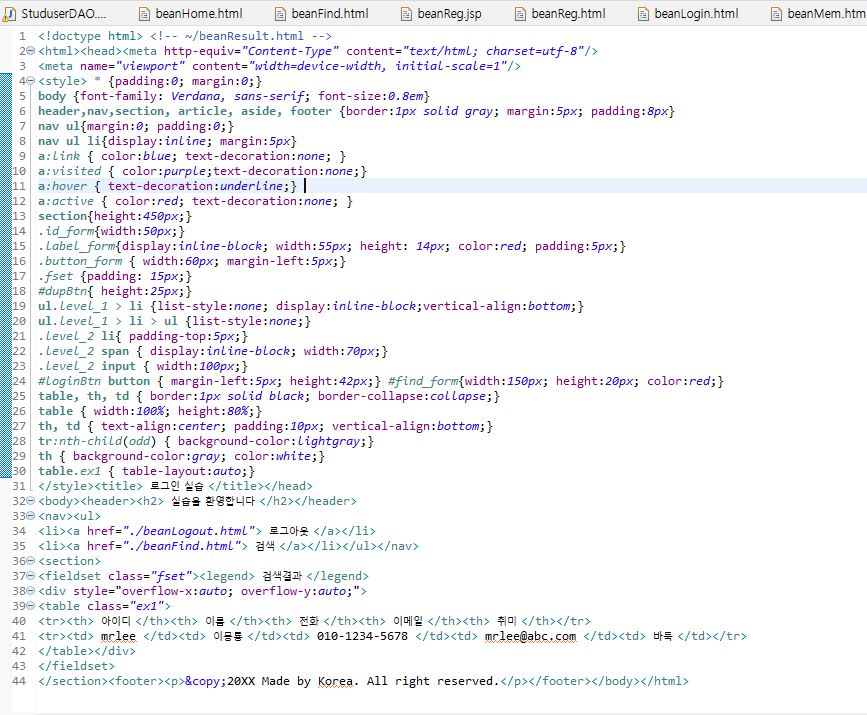 StuduserDAO.... beanHome.html beanFind.html beanReg.jsp beanReg.html beanLogin.html beanMem.htm
1 <!doctype html> <!-- ~/beanResult.html -->
2 <html><head><meta http-equiv="Content-Type" content="text/html; charset=utf-8"/>
3 <meta name="viewport" content="width=device-width, initial-scale=1"/>
4 <style> * {padding:0; margin:0;}
5 body {font-family: Verdana, sans-serif; font-size:0.8em}
6 header,nav,section, article, aside, footer {border:1px solid gray; margin:5px; padding:8px}
7 nav ul{margin:0; padding:0;}
8 nav ul li{display:inline; margin:5px}
9 a:link { color:blue; text-decoration:none; }
10 a:visited { color:purple;text-decoration:none;}
11 a:hover { text-decoration:underline;}
12 a:active { color:red; text-decoration:none; }
13 section{height:450px;}
14 .id_form{width:50px;}
15 .label_form{display:inline-block; width:55px; height: 14px; color:red; padding:5px;}
16 .button_form { width:60px; margin-left:5px;}
17 .fset {padding: 15px;}
18 #dupBtn{ height:25px;}
19 ul.level_1 > li {list-style:none; display:inline-block;vertical-align:bottom;}
20 ul.level_1 > li > ul {list-style:none;}
21 .level_2 li{ padding-top:5px;}
22 .level_2 span { display:inline-block; width:70px;}
23 .level_2 input { width:100px;}
24 #loginBtn button { margin-left:5px; height:42px;} #find_form{width:150px; height:20px; color:red;}
25 table, th, td { border:1px solid black; border-collapse:collapse;}
26 table { width:100%; height:80%;}
27 th, td { text-align:center; padding:10px; vertical-align:bottom;}
28 tr:nth-child(odd) { background-color:lightgray;}
29 th { background-color:gray; color:white;}
30 table.ex1 { table-layout:auto;}
31 </style><title> 로그인 실습 </title></head>
32 <body><header><h2> 실습을 환영합니다 </h2></header>
33 <nav><ul>
34 <li><a href="./beanLogout.html"> 로그아웃 </a></li>
35 <li><a href="./beanFind.html"> 검색 </a></li></ul></nav>
36 <section>
37 <fieldset class="fset"><legend> 검색결과 </legend>
38 <div style="overflow-x:auto; overflow-y:auto;">
39 <table class="ex1">
40 <tr><th> 아이디 </th><th> 이름 </th><th> 전화 </th><th> 이메일 </th><th> 취미 </th></tr>
41 <tr><td> mrlee </td><td> 이몽룡 </td><td> 010-1234-5678 </td><td> mrlee@abc.com </td><td> 바둑 </td></tr>
42 </table></div>
43 </fieldset>
44 </section><footer><p>&copy;20XX Made by Korea. All right reserved.</p></footer></body></html>